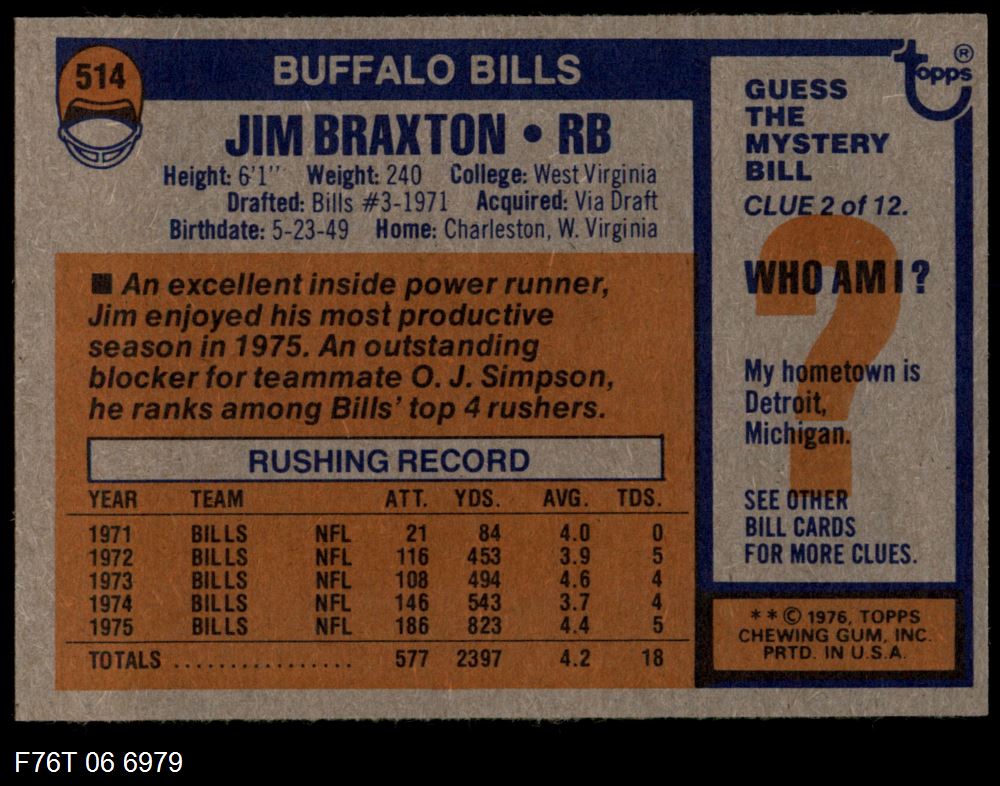 514
BUFFALO BILLS
JIM BRAXTON • RB
Height: 6'1" Weight: 240 College: West Virginia
Drafted: Bills #3-1971 Acquired: Via Draft
Birthdate: 5-23-49 Home: Charleston, W. Virginia
■ An excellent inside power runner,
Jim enjoyed his most productive
season in 1975. An outstanding
blocker for teammate O. J. Simpson,
he ranks among Bills' top 4 rushers.
RUSHING RECORD
YEAR TEAM ATT. YDS. AVG. TDS.
1971 BILLS NFL 21 84 4.0 0
1972 BILLS NFL 116 453 3.9 5
1973 BILLS NFL 108 494 4.6 4
1974 BILLS NFL 146 543 3.7 4
1975 BILLS NFL 186 823 4.4 5
TOTALS ................ 577 2397 4.2 18
topps ®
GUESS
THE
MYSTERY
BILL
CLUE 2 of 12.
?
WHO AM I?
My hometown is
Detroit,
Michigan.
SEE OTHER
BILL CARDS
FOR MORE CLUES.
* * © 1976, TOPPS
CHEWING GUM, INC.
PRTD. IN U.S.A.
F76T 06 6979